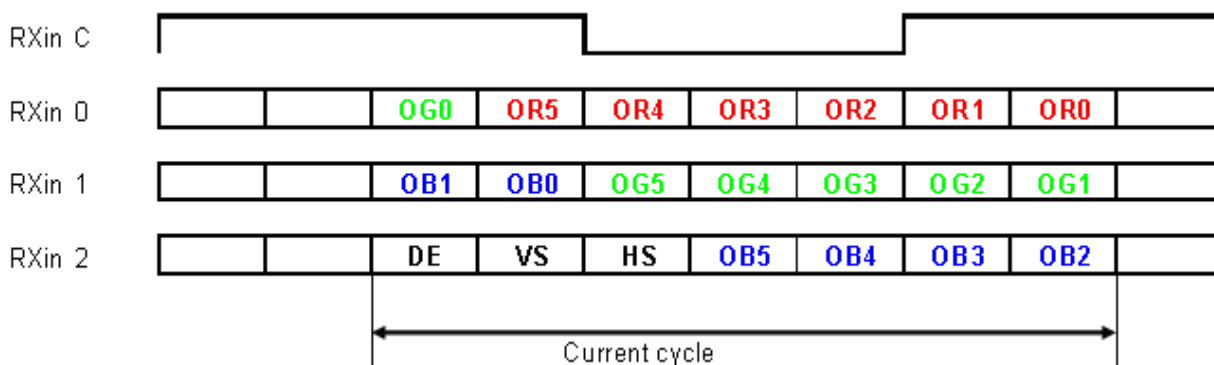 RXin C
RXin 0 OG0 OR5 OR4 OR3 OR2 OR1 OR0
RXin 1 OB1 OB0 OG5 OG4 OG3 OG2 OG1
RXin 2 DE VS HS OB5 OB4 OB3 OB2
Current cycle